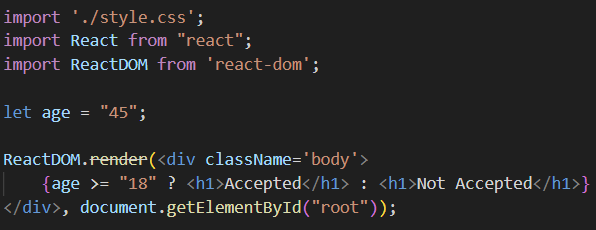 import './style.css';
import React from "react";
import ReactDOM from 'react-dom';
let age = "45";
ReactDOM.render(<div className='body'>
{age >= "18" ? <h1>Accepted</h1> : <h1>Not Accepted</h1>}
</div>, document.getElementById("root"));